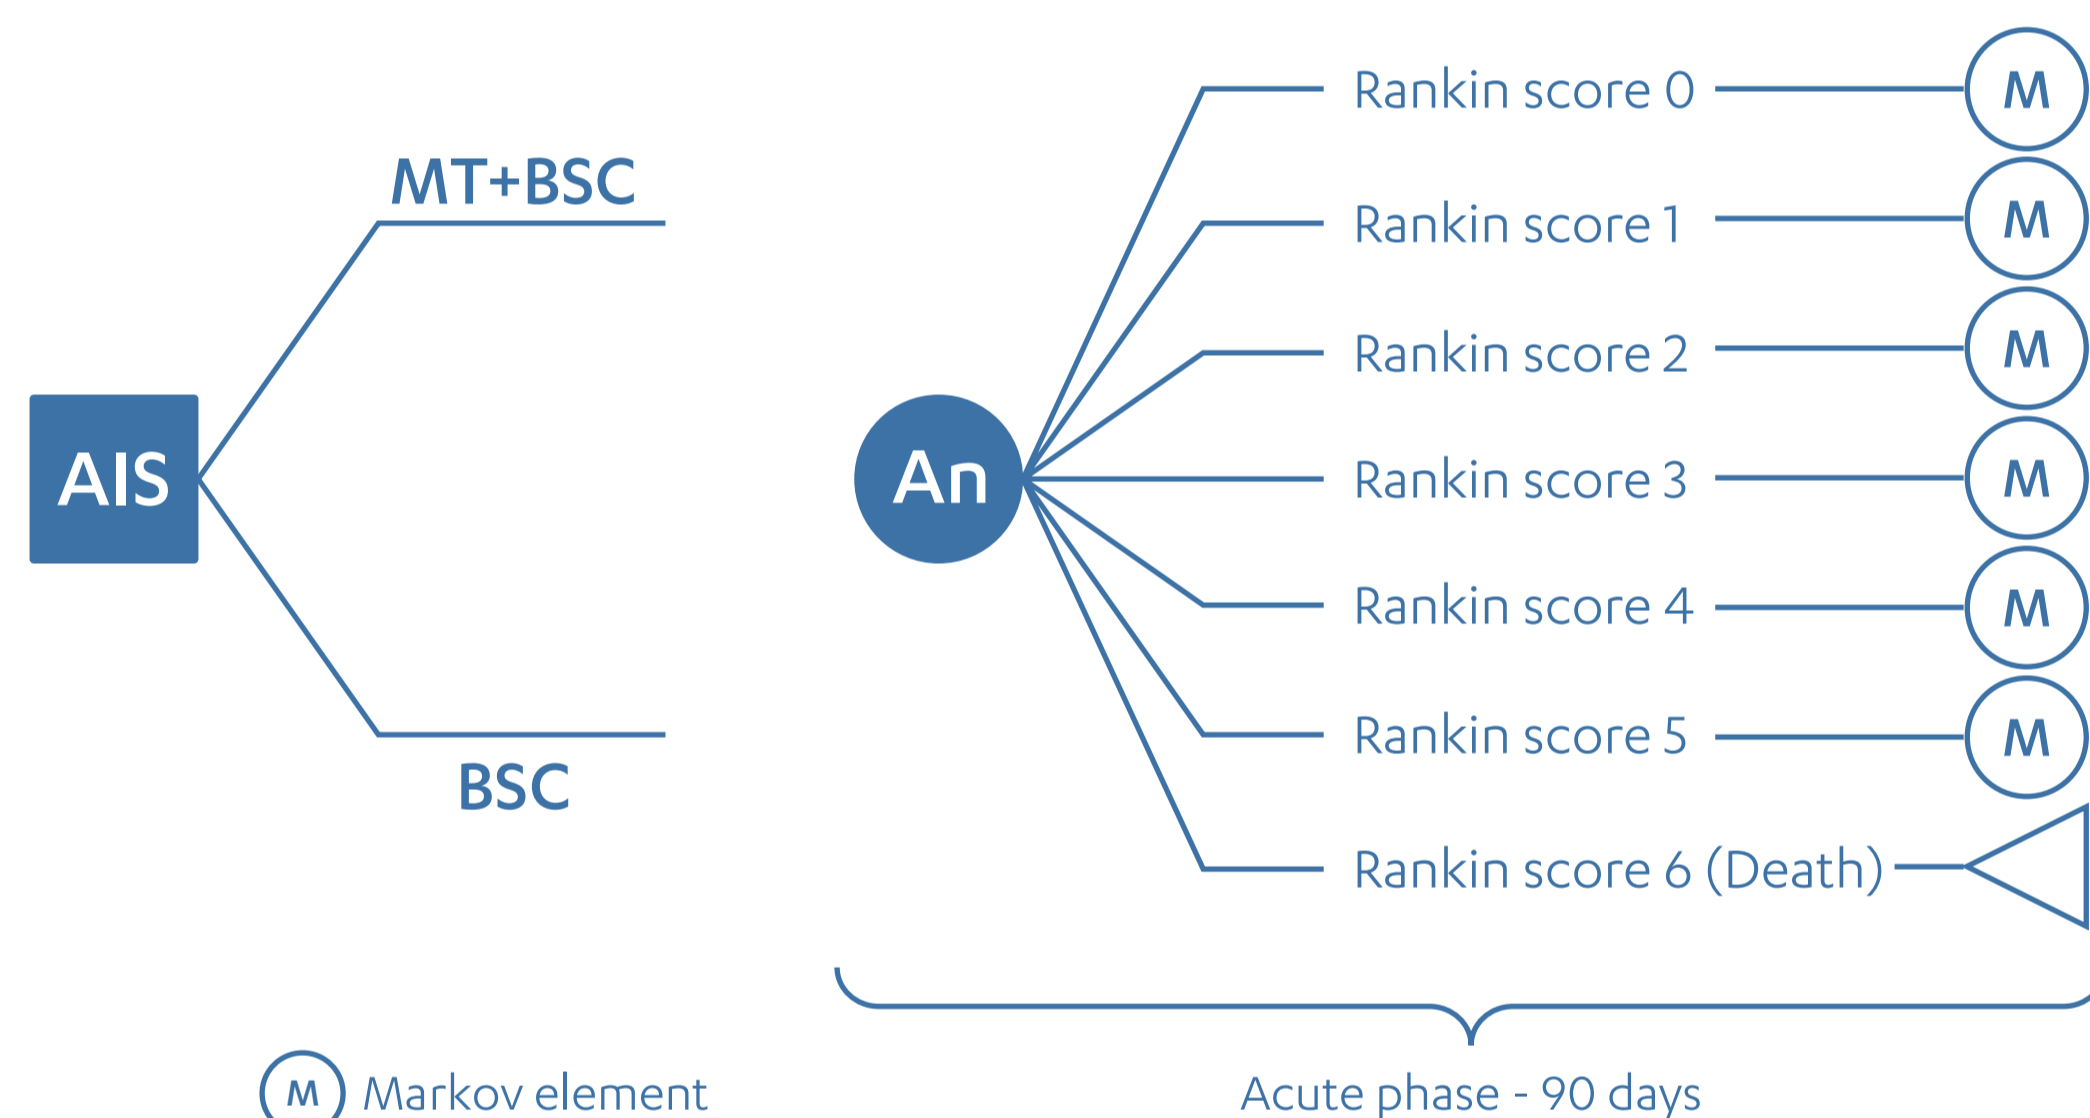 MT+BSC
AIS
BSC
An
Rankin score 0
M
Rankin score 1
M
Rankin score 2
M
Rankin score 3
M
Rankin score 4
M
Rankin score 5
M
Rankin score 6 (Death)
M Markov element
Acute phase - 90 days